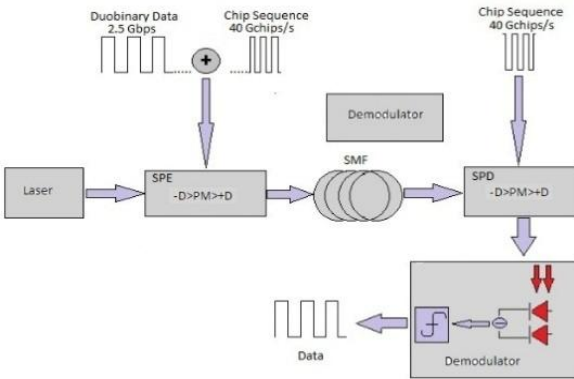 Duobinary Data
2.5 Gbps
Chip Sequence
40 Gchips/s
Chip Sequence
40 Gchips/s
+
Demodulator
SMF
Laser
SPE
-D>PM>+D
SPD
-D>PM>+D
Data
Demodulator